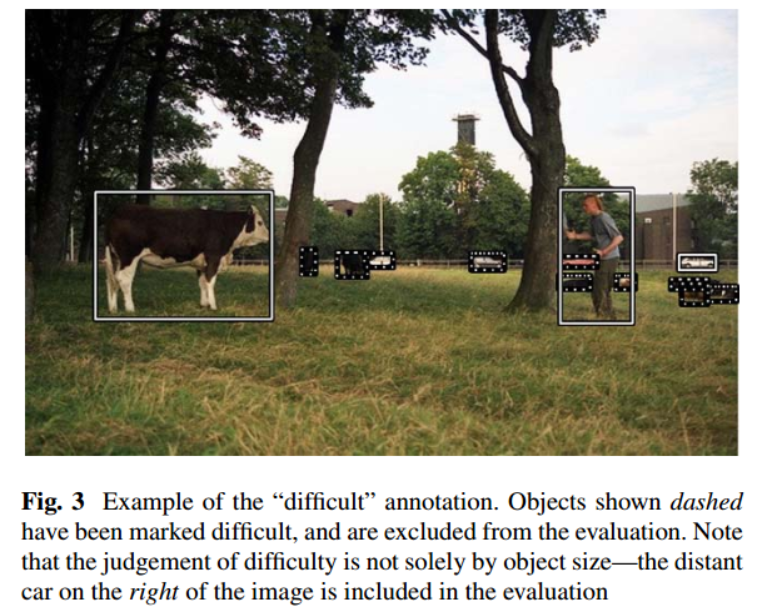 Fig. 3 Example of the “difficult” annotation. Objects shown dashed
have been marked difficult, and are excluded from the evaluation. Note
that the judgement of difficulty is not solely by object size—the distant
car on the right of the image is included in the evaluation